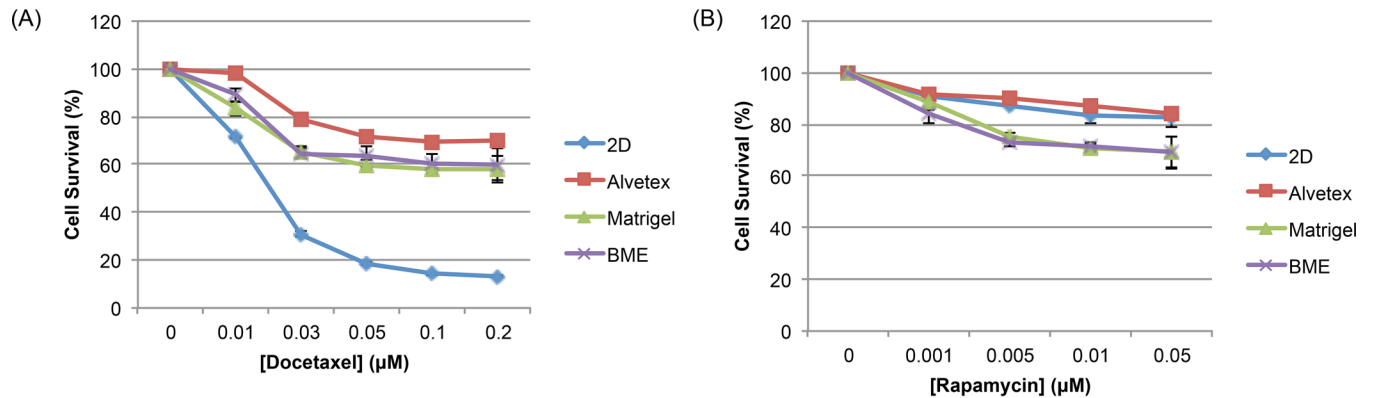 (A)
120
100
80
60
40
20
0
Cell Survival (%)
0 0.01 0.03 0.05 0.1 0.2
[Docetaxel] (µM)
2D
Alvetex
Matrigel
BME
(B)
120
100
80
60
40
20
0
Cell Survival (%)
0 0.001 0.005 0.01 0.05
[Rapamycin] (µM)
2D
Alvetex
Matrigel
BME